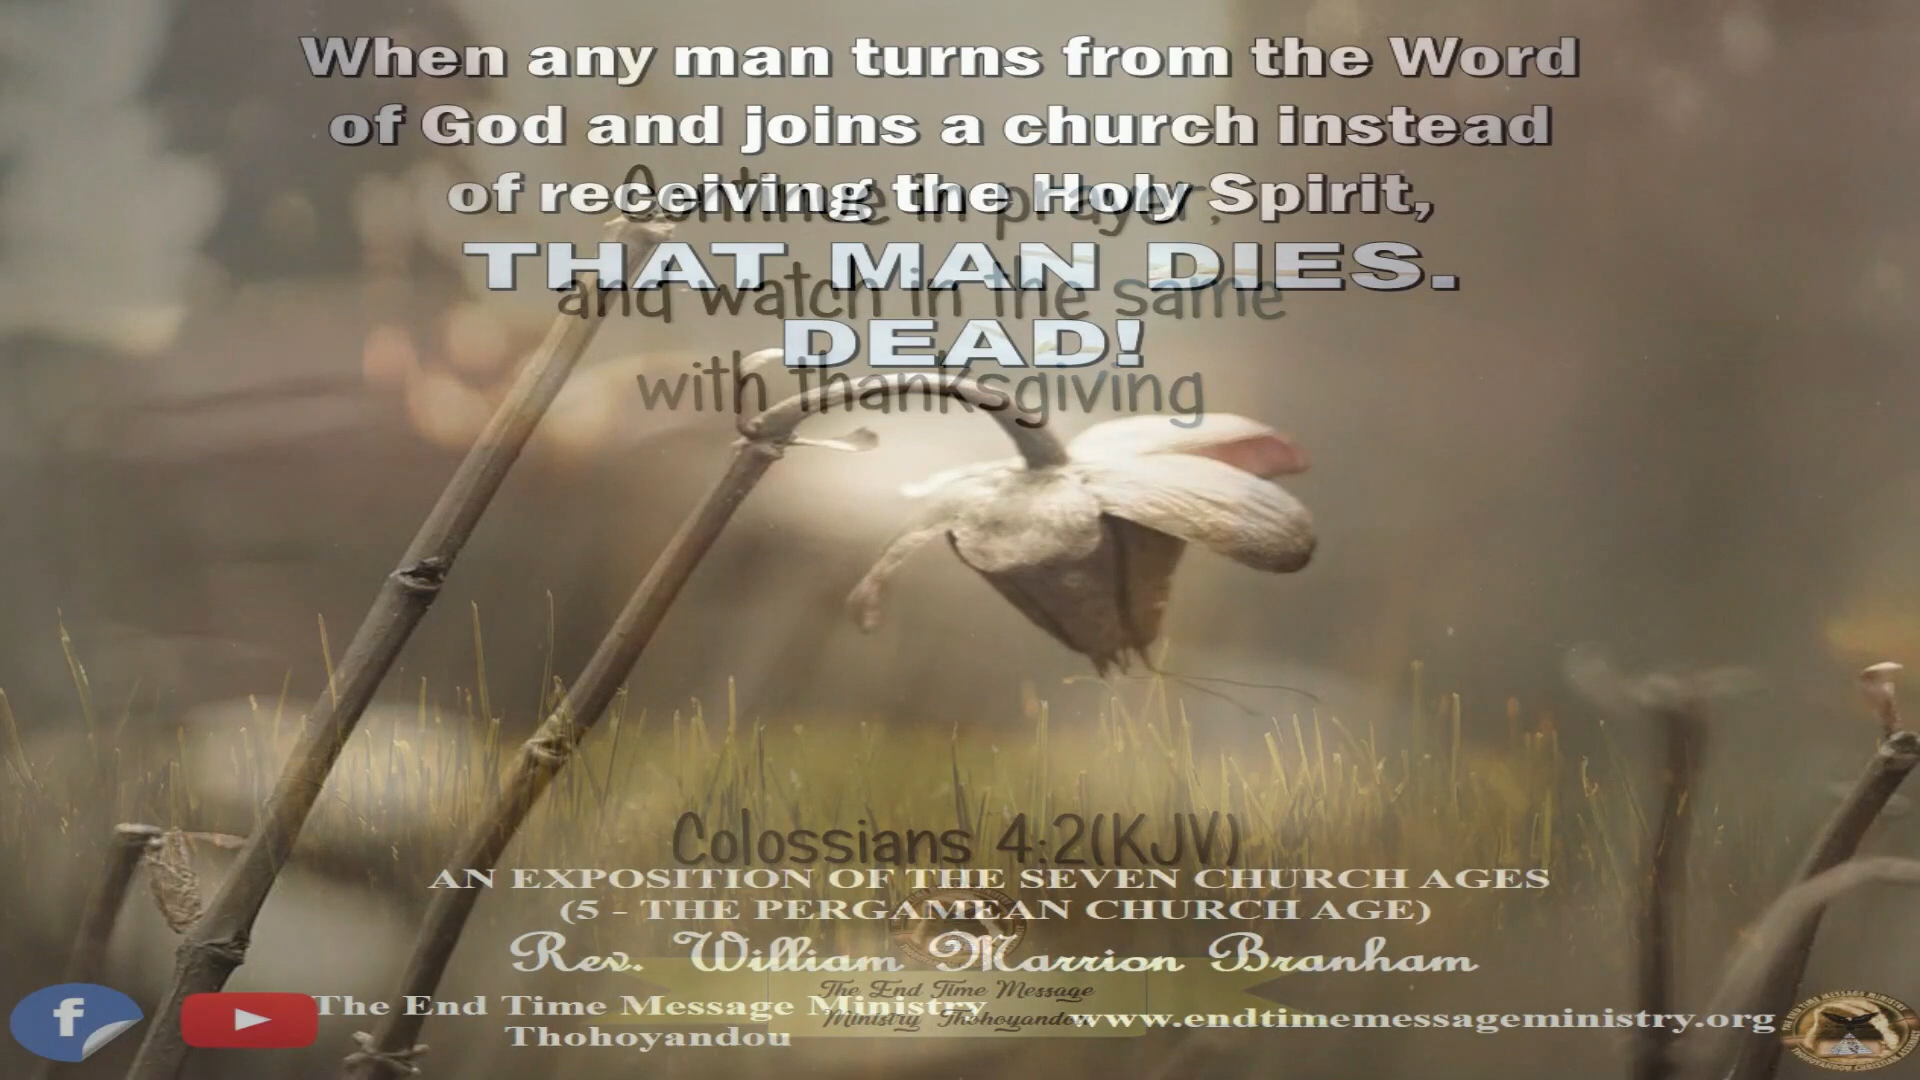 When any man turns from the Word
of God and joins a church instead
of receiving the Holy Spirit,
THAT MAN DIES.
DEAD!
Continue in prayer,
and watch in the same
with thanksgiving
Colossians 4:2(KJV)
AN EXPOSITION OF THE SEVEN CHURCH AGES
(5 - THE PERGAMEAN CHURCH AGE)
Rev. William Marrion Branham
The End Time Message
Ministry Thohoyandou
f
The End Time Message Ministry
Thohoyandou
www.endtimemessageministry.org